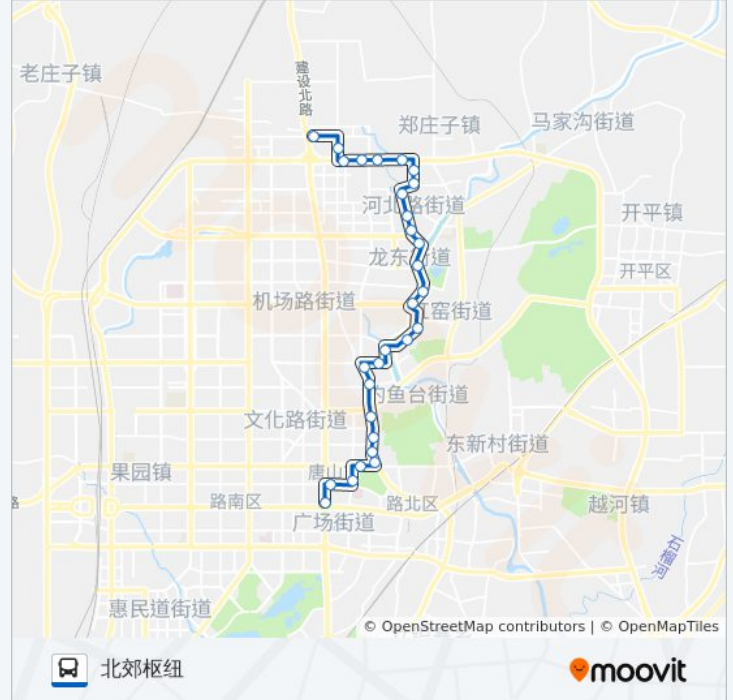 老庄子镇
建设北路
郑庄子镇
马家沟街道
河北路街道
开平镇
龙东街道
开平区
机场路街道
缸窑街道
钓鱼台街道
文化路街道
东新村街道
果园镇
唐山
路南区
路北区
越河镇
广场街道
石榴河
惠民道街道
© OpenStreetMap contributors | © OpenMapTiles
北郊枢纽
moovit